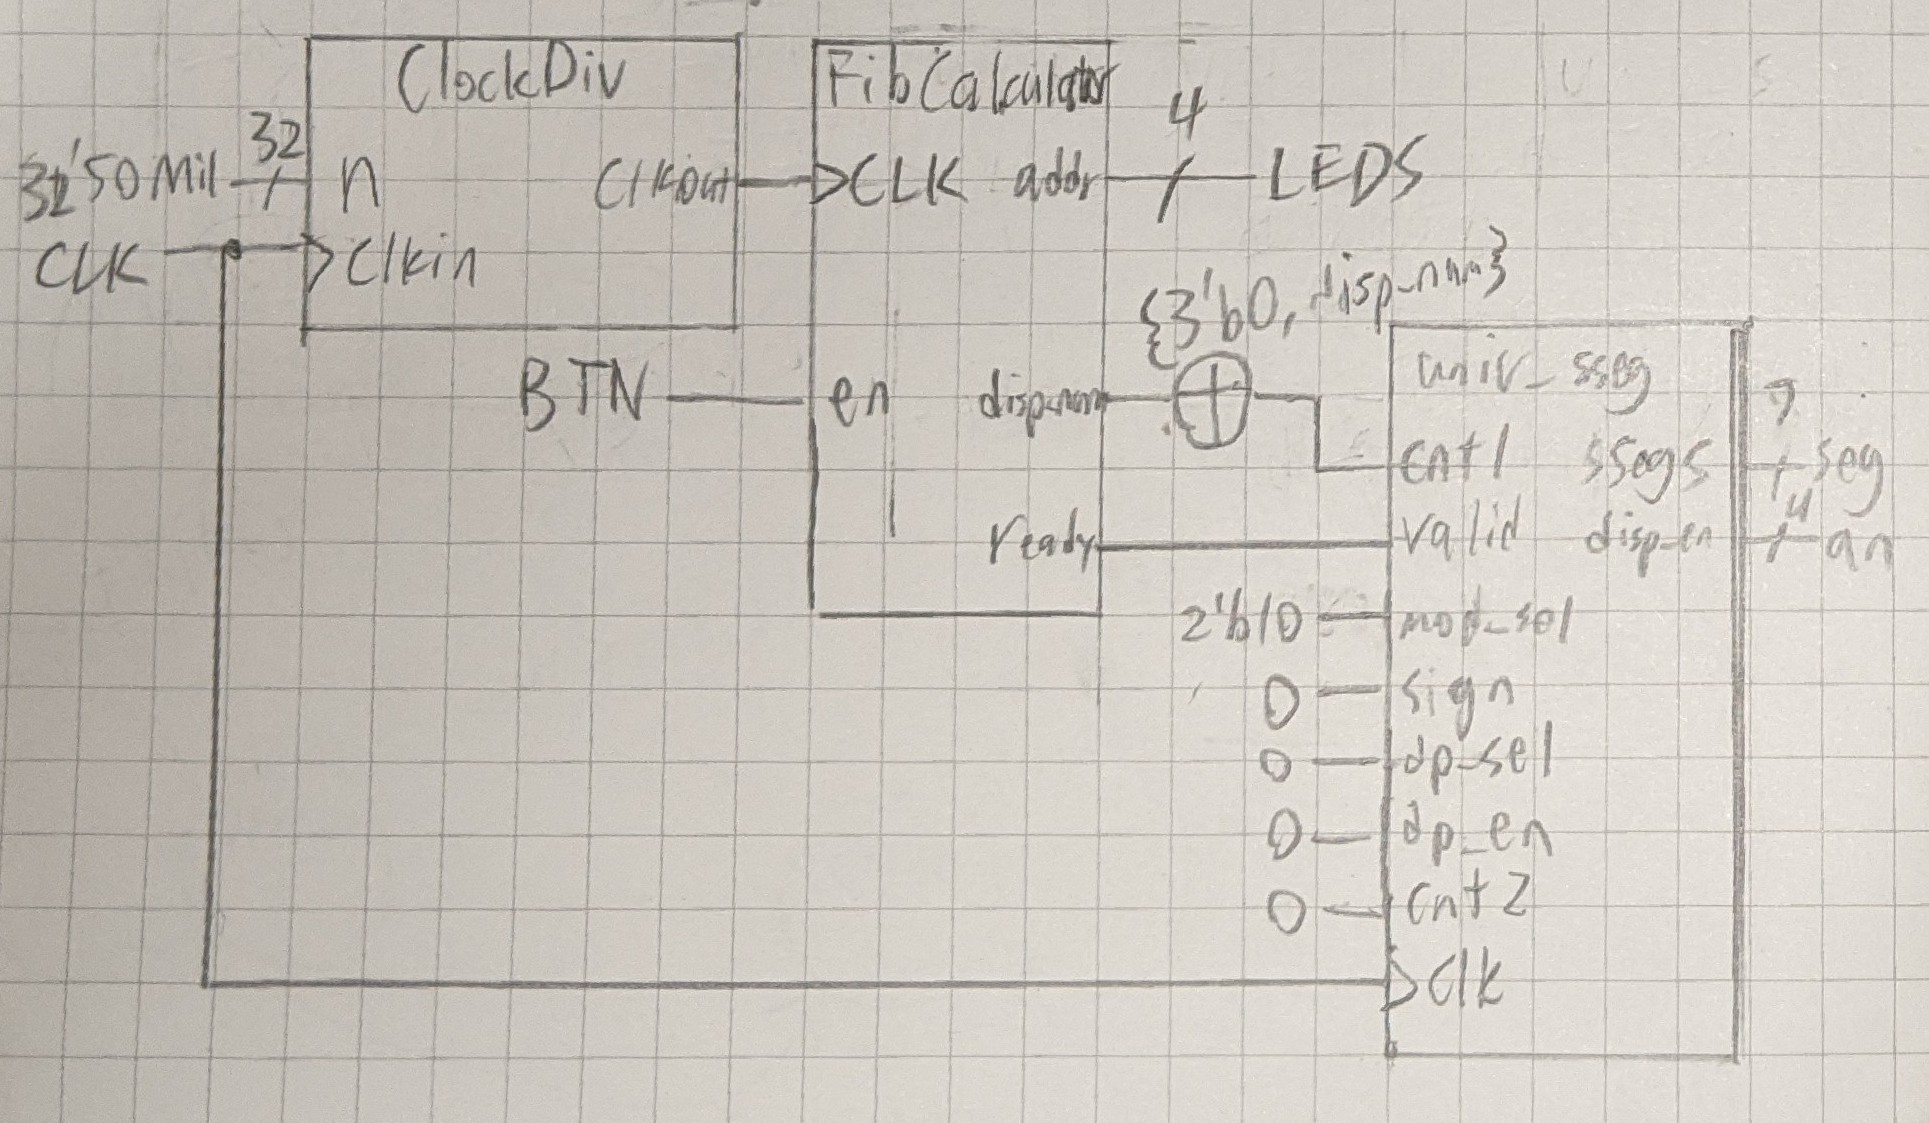 ClockDiv
32'50Mil
32
n
Clkout
CLK
Clkin
FibCalculator
CLK
addr
4
LEDS
BTN
en
disp_num
ready
{3'b0, disp_num}
univ_sseg
cnt1
ssegs
7
seg
valid
disp_en
4
an
2'b10
mod_sel
0
sign
0
dp_sel
0
dp_en
0
cnt2
Clk